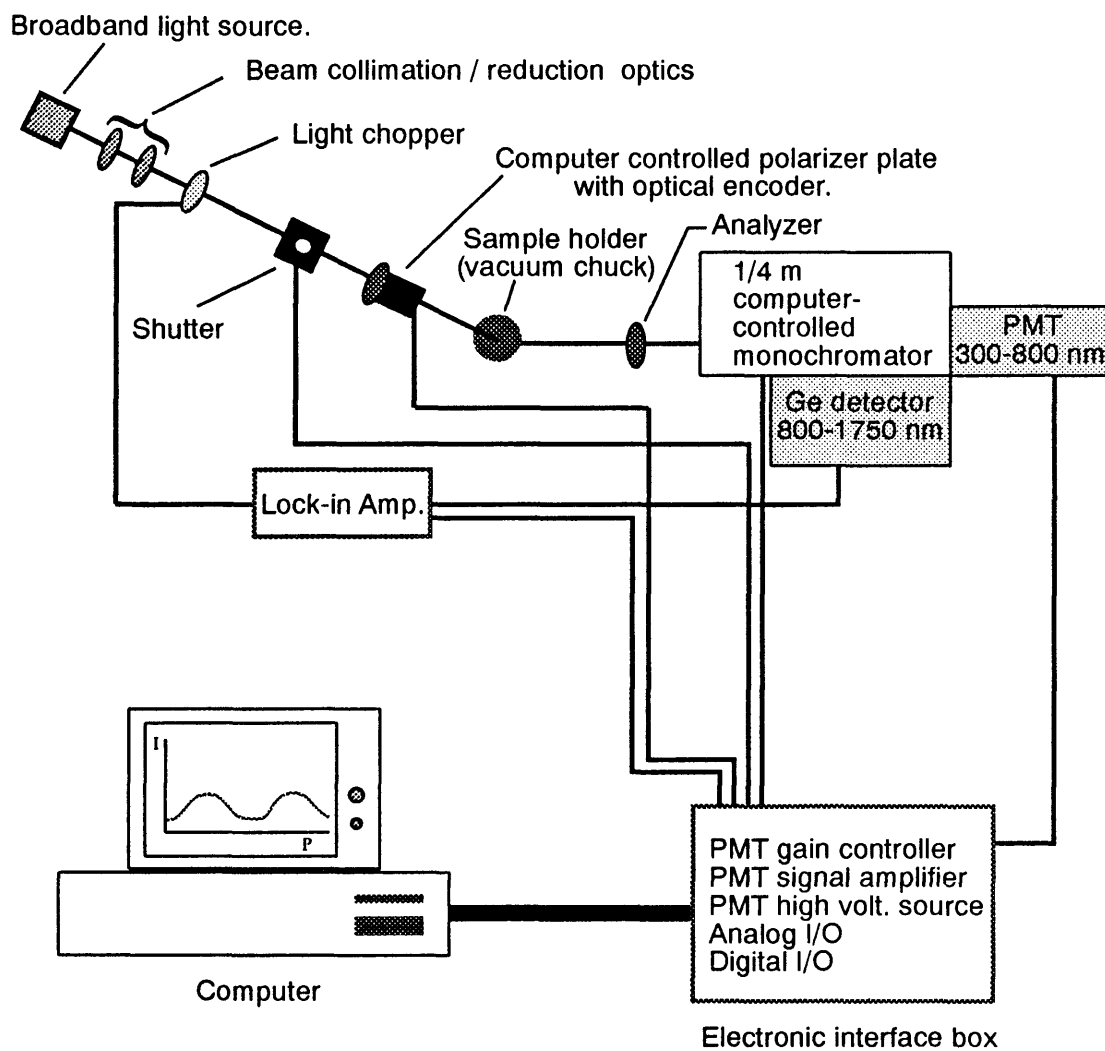 Broadband light source.
Beam collimation / reduction optics
Light chopper
Computer controlled polarizer plate
with optical encoder.
Analyzer
Sample holder
(vacuum chuck)
Shutter
1/4 m
computer-
controlled
monochromator
PMT
300-800 nm
Ge detector
800-1750 nm
Lock-in Amp.
I
P
PMT gain controller
PMT signal amplifier
PMT high volt. source
Analog I/O
Digital I/O
Computer
Electronic interface box